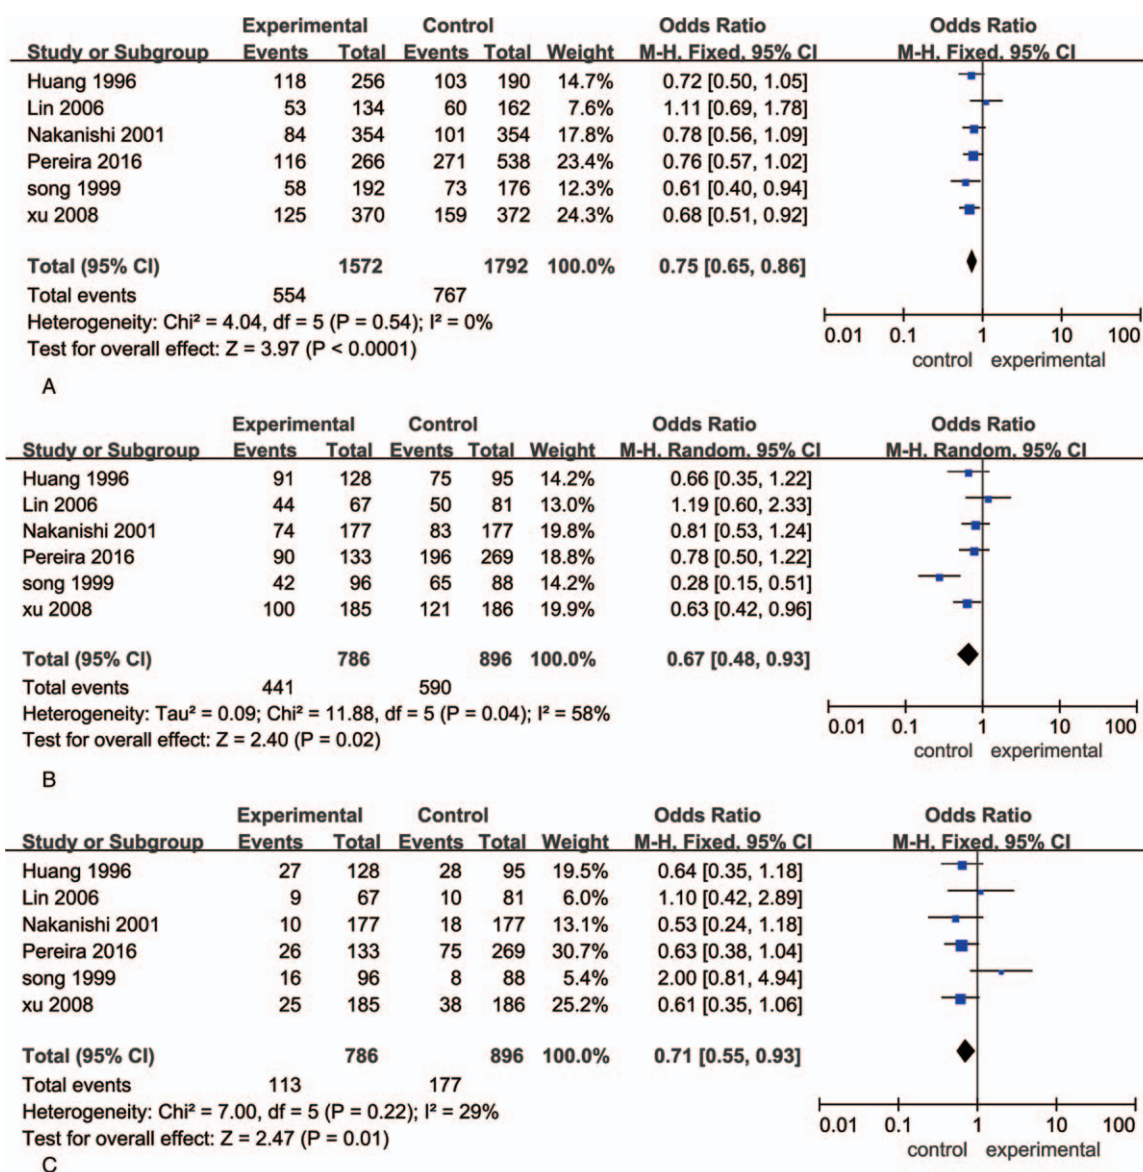 Experimental Control Odds Ratio Odds Ratio
Study or Subgroup Events Total Events Total Weight M-H, Fixed, 95% CI M-H, Fixed, 95% CI
Huang 1996 118 256 103 190 14.7% 0.72 [0.50, 1.05]
Lin 2006 53 134 60 162 7.6% 1.11 [0.69, 1.78]
Nakanishi 2001 84 354 101 354 17.8% 0.78 [0.56, 1.09]
Pereira 2016 116 266 271 538 23.4% 0.76 [0.57, 1.02]
song 1999 58 192 73 176 12.3% 0.61 [0.40, 0.94]
xu 2008 125 370 159 372 24.3% 0.68 [0.51, 0.92]
Total (95% CI) 1572 1792 100.0% 0.75 [0.65, 0.86]
Total events 554 767
Heterogeneity: Chi² = 4.04, df = 5 (P = 0.54); I² = 0%
Test for overall effect: Z = 3.97 (P < 0.0001)
0.01 0.1 1 10 100
control experimental
A
Experimental Control Odds Ratio Odds Ratio
Study or Subgroup Events Total Events Total Weight M-H, Random, 95% CI M-H, Random, 95% CI
Huang 1996 91 128 75 95 14.2% 0.66 [0.35, 1.22]
Lin 2006 44 67 50 81 13.0% 1.19 [0.60, 2.33]
Nakanishi 2001 74 177 83 177 19.8% 0.81 [0.53, 1.24]
Pereira 2016 90 133 196 269 18.8% 0.78 [0.50, 1.22]
song 1999 42 96 65 88 14.2% 0.28 [0.15, 0.51]
xu 2008 100 185 121 186 19.9% 0.63 [0.42, 0.96]
Total (95% CI) 786 896 100.0% 0.67 [0.48, 0.93]
Total events 441 590
Heterogeneity: Tau² = 0.09; Chi² = 11.88, df = 5 (P = 0.04); I² = 58%
Test for overall effect: Z = 2.40 (P = 0.02)
0.01 0.1 1 10 100
control experimental
B
Experimental Control Odds Ratio Odds Ratio
Study or Subgroup Events Total Events Total Weight M-H, Fixed, 95% CI M-H, Fixed, 95% CI
Huang 1996 27 128 28 95 19.5% 0.64 [0.35, 1.18]
Lin 2006 9 67 10 81 6.0% 1.10 [0.42, 2.89]
Nakanishi 2001 10 177 18 177 13.1% 0.53 [0.24, 1.18]
Pereira 2016 26 133 75 269 30.7% 0.63 [0.38, 1.04]
song 1999 16 96 8 88 5.4% 2.00 [0.81, 4.94]
xu 2008 25 185 38 186 25.2% 0.61 [0.35, 1.06]
Total (95% CI) 786 896 100.0% 0.71 [0.55, 0.93]
Total events 113 177
Heterogeneity: Chi² = 7.00, df = 5 (P = 0.22); I² = 29%
Test for overall effect: Z = 2.47 (P = 0.01)
0.01 0.1 1 10 100
control experimental
C